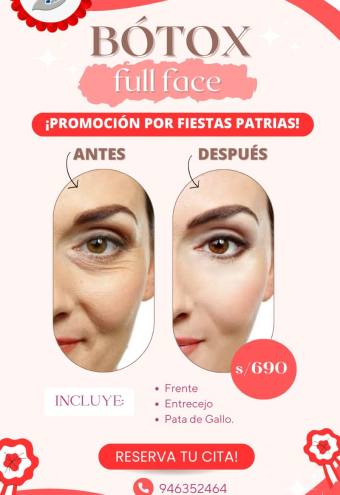 BÓTOX
full face
¡PROMOCIÓN POR FIESTAS PATRIAS!
ANTES
DESPUÉS
s/690
INCLUYE:
• Frente
• Entrecejo
• Pata de Gallo.
RESERVA TU CITA!
946352464